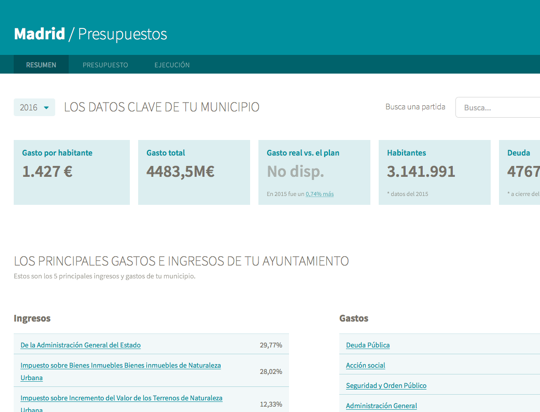 Madrid / Presupuestos
RESUMEN PRESUPUESTO EJECUCIÓN
2016 LOS DATOS CLAVE DE TU MUNICIPIO Busca una partida Busca...
Gasto por habitante
1.427 €
Gasto total
4483,5M€
Gasto real vs. el plan
No disp.
En 2015 fue un 0,74% más
Habitantes
3.141.991
* datos del 2015
Deuda
4767
* a cierre del
LOS PRINCIPALES GASTOS E INGRESOS DE TU AYUNTAMIENTO
Estos son los 5 principales ingresos y gastos de tu municipio.
Ingresos
De la Administración General del Estado 29,77%
Impuesto sobre Bienes Inmuebles Bienes inmuebles de Naturaleza
Urbana 28,02%
Impuesto sobre Incremento del Valor de los Terrenos de Naturaleza
Urbana 12,33%
Gastos
Deuda Pública
Acción social
Seguridad y Orden Público
Administración General